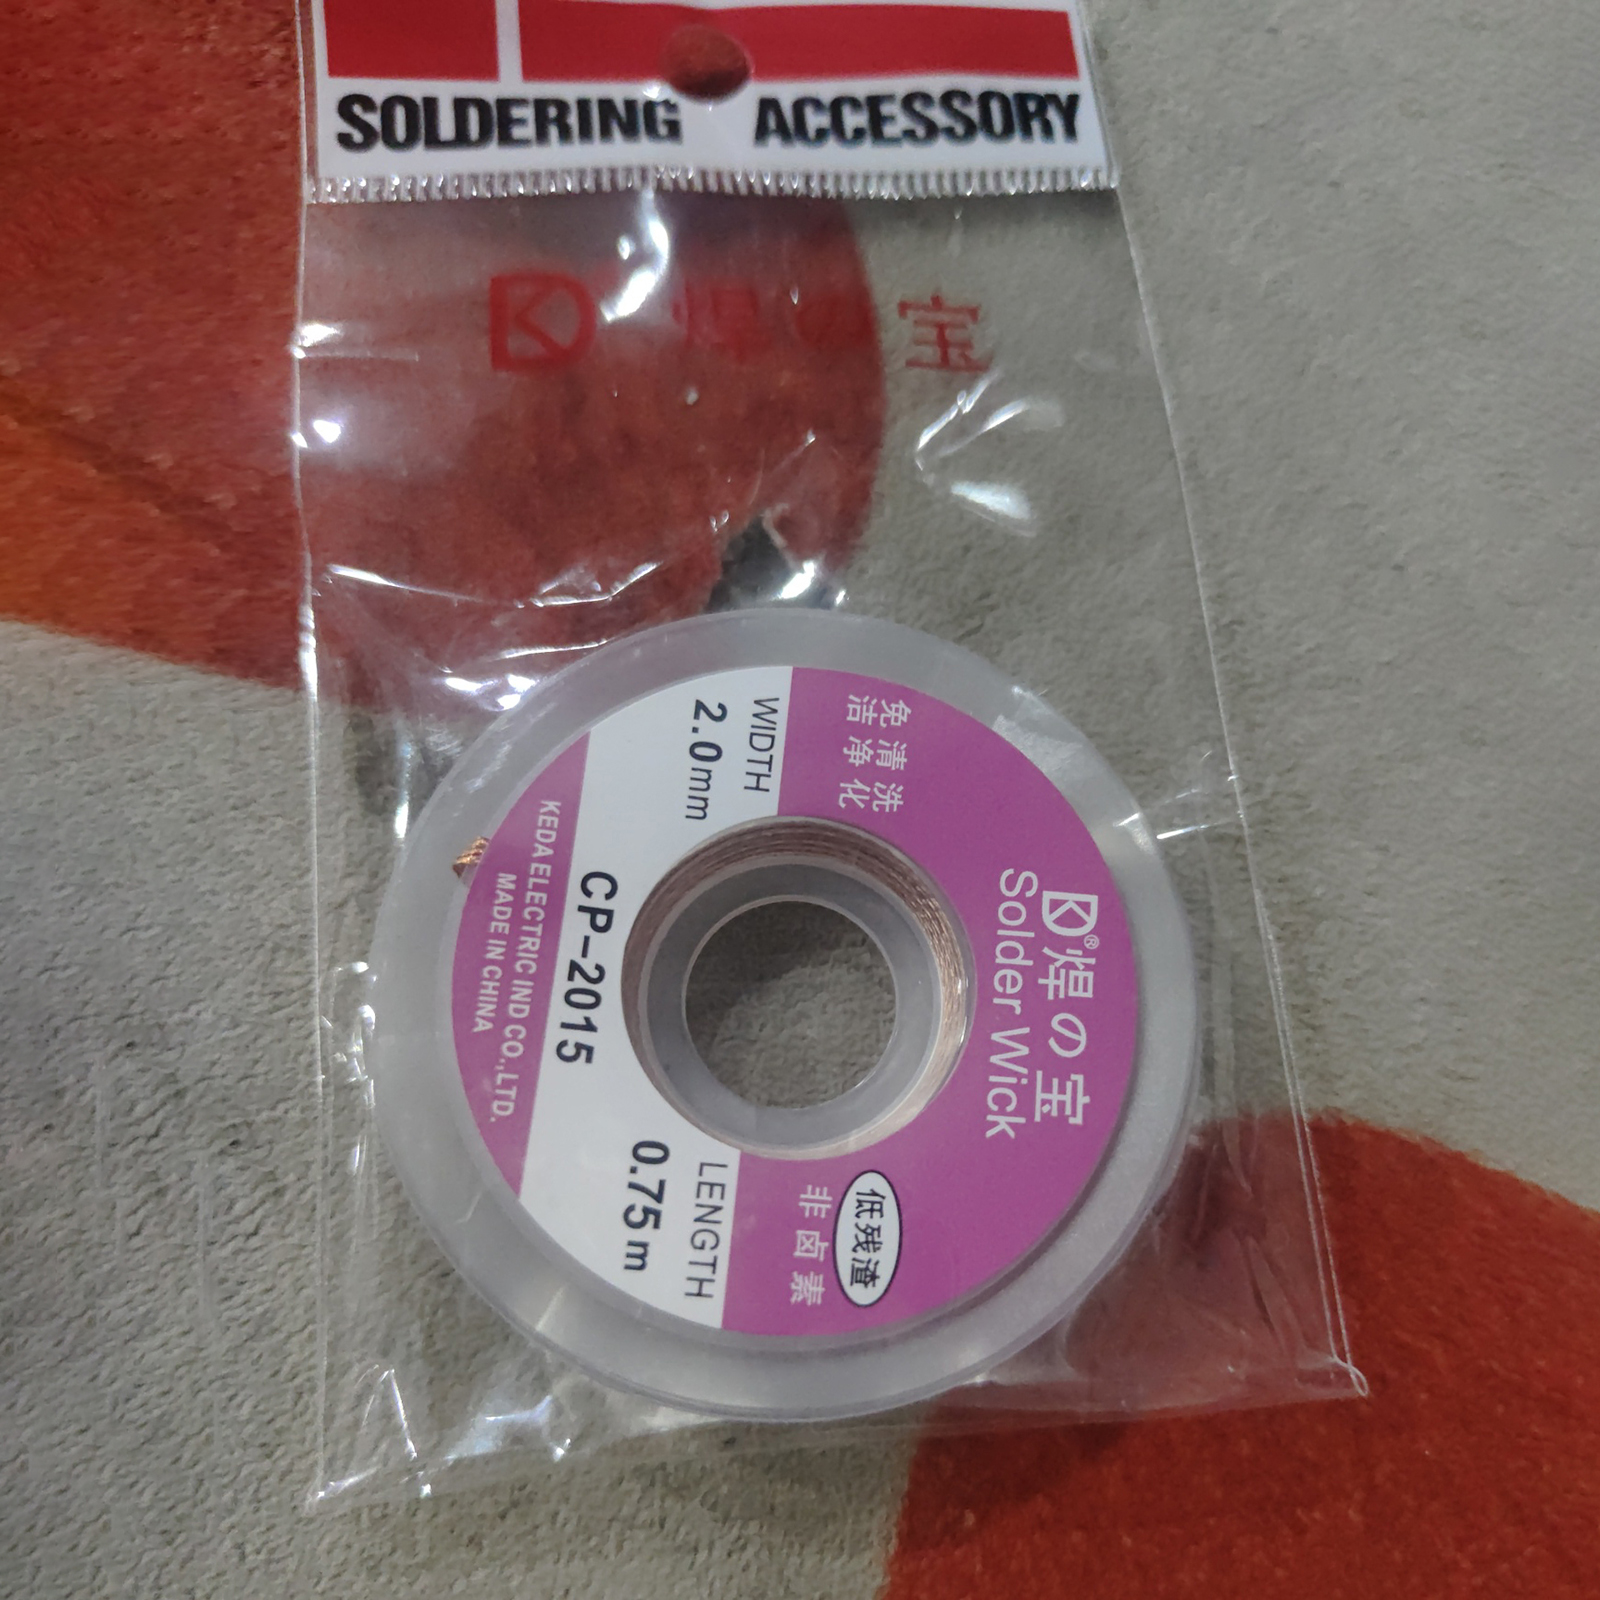 SOLDERING ACCESSORY
DK 焊の宝
免清洗
洁净化
DK®焊の宝
Solder Wick
低残渣
非卤素
WIDTH
2.0mm
CP-2015
LENGTH
0.75m
KEDA ELECTRIC IND CO.,LTD.
MADE IN CHINA